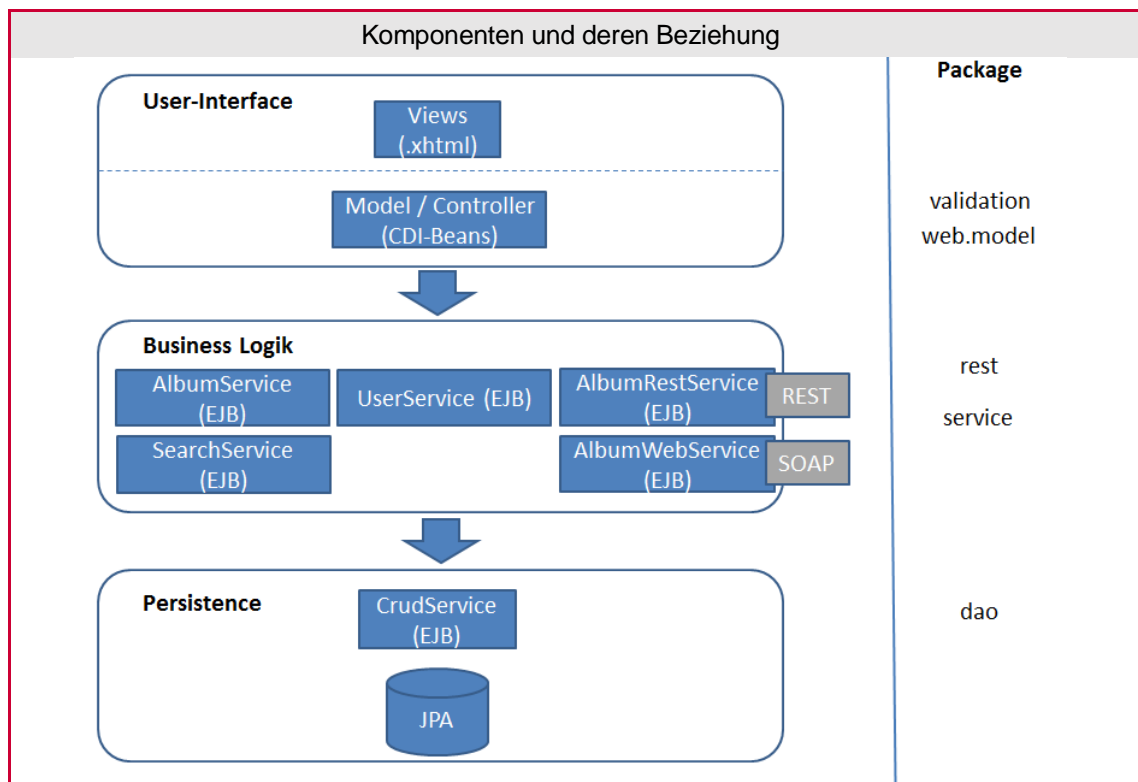 Komponenten und deren Beziehung
Package
User-Interface
Views
(.xhtml)
Model / Controller
(CDI-Beans)
validation
web.model
Business Logik
AlbumService
(EJB)
UserService (EJB)
AlbumRestService
(EJB)
REST
rest
SearchService
(EJB)
AlbumWebService
(EJB)
SOAP
service
Persistence
CrudService
(EJB)
JPA
dao